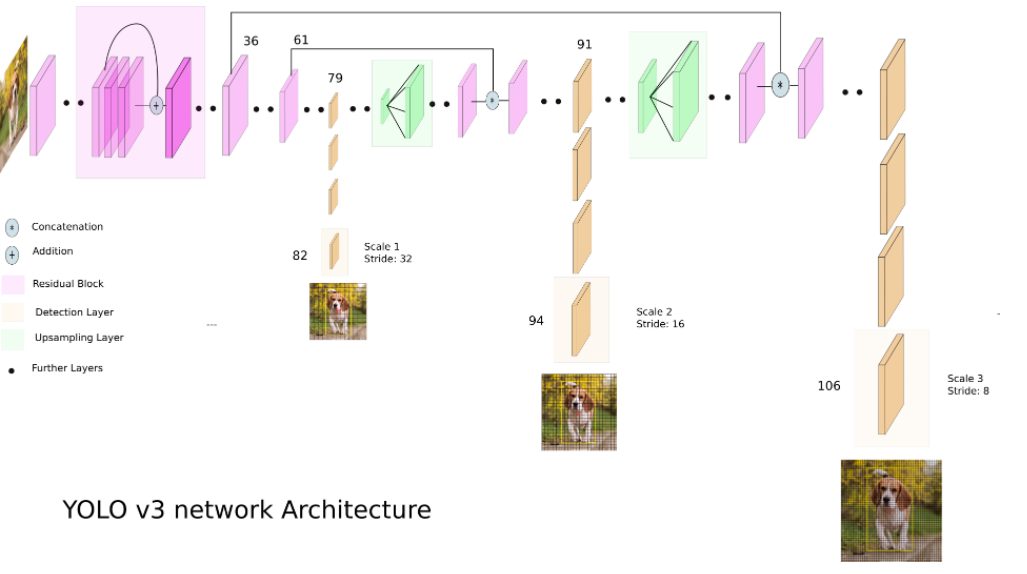 36
61
91
79
Concatenation
Addition
Residual Block
Detection Layer
Upsampling Layer
Further Layers
82
Scale 1
Stride: 32
94
Scale 2
Stride: 16
106
Scale 3
Stride: 8
YOLO v3 network Architecture